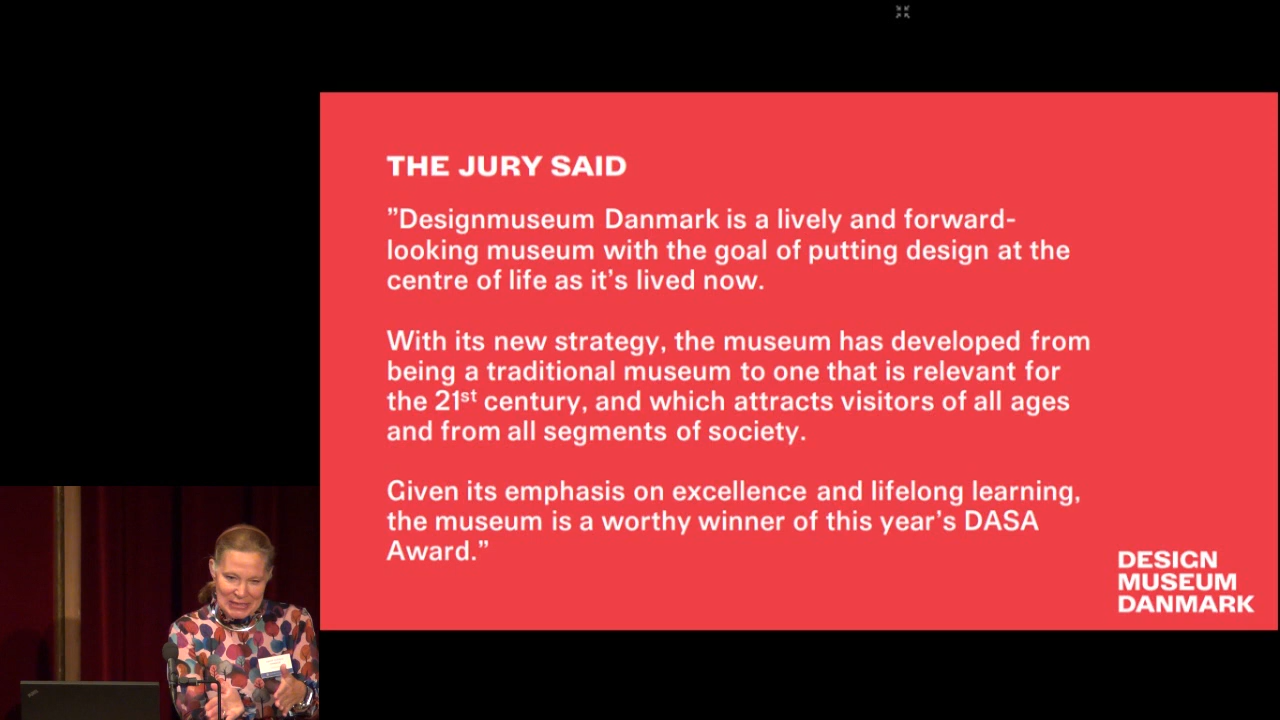 THE JURY SAID
”Designmuseum Danmark is a lively and forward-
looking museum with the goal of putting design at the
centre of life as it’s lived now.
With its new strategy, the museum has developed from
being a traditional museum to one that is relevant for
the 21st century, and which attracts visitors of all ages
and from all segments of society.
Given its emphasis on excellence and lifelong learning,
the museum is a worthy winner of this year’s DASA
Award.”
DESIGN
MUSEUM
DANMARK